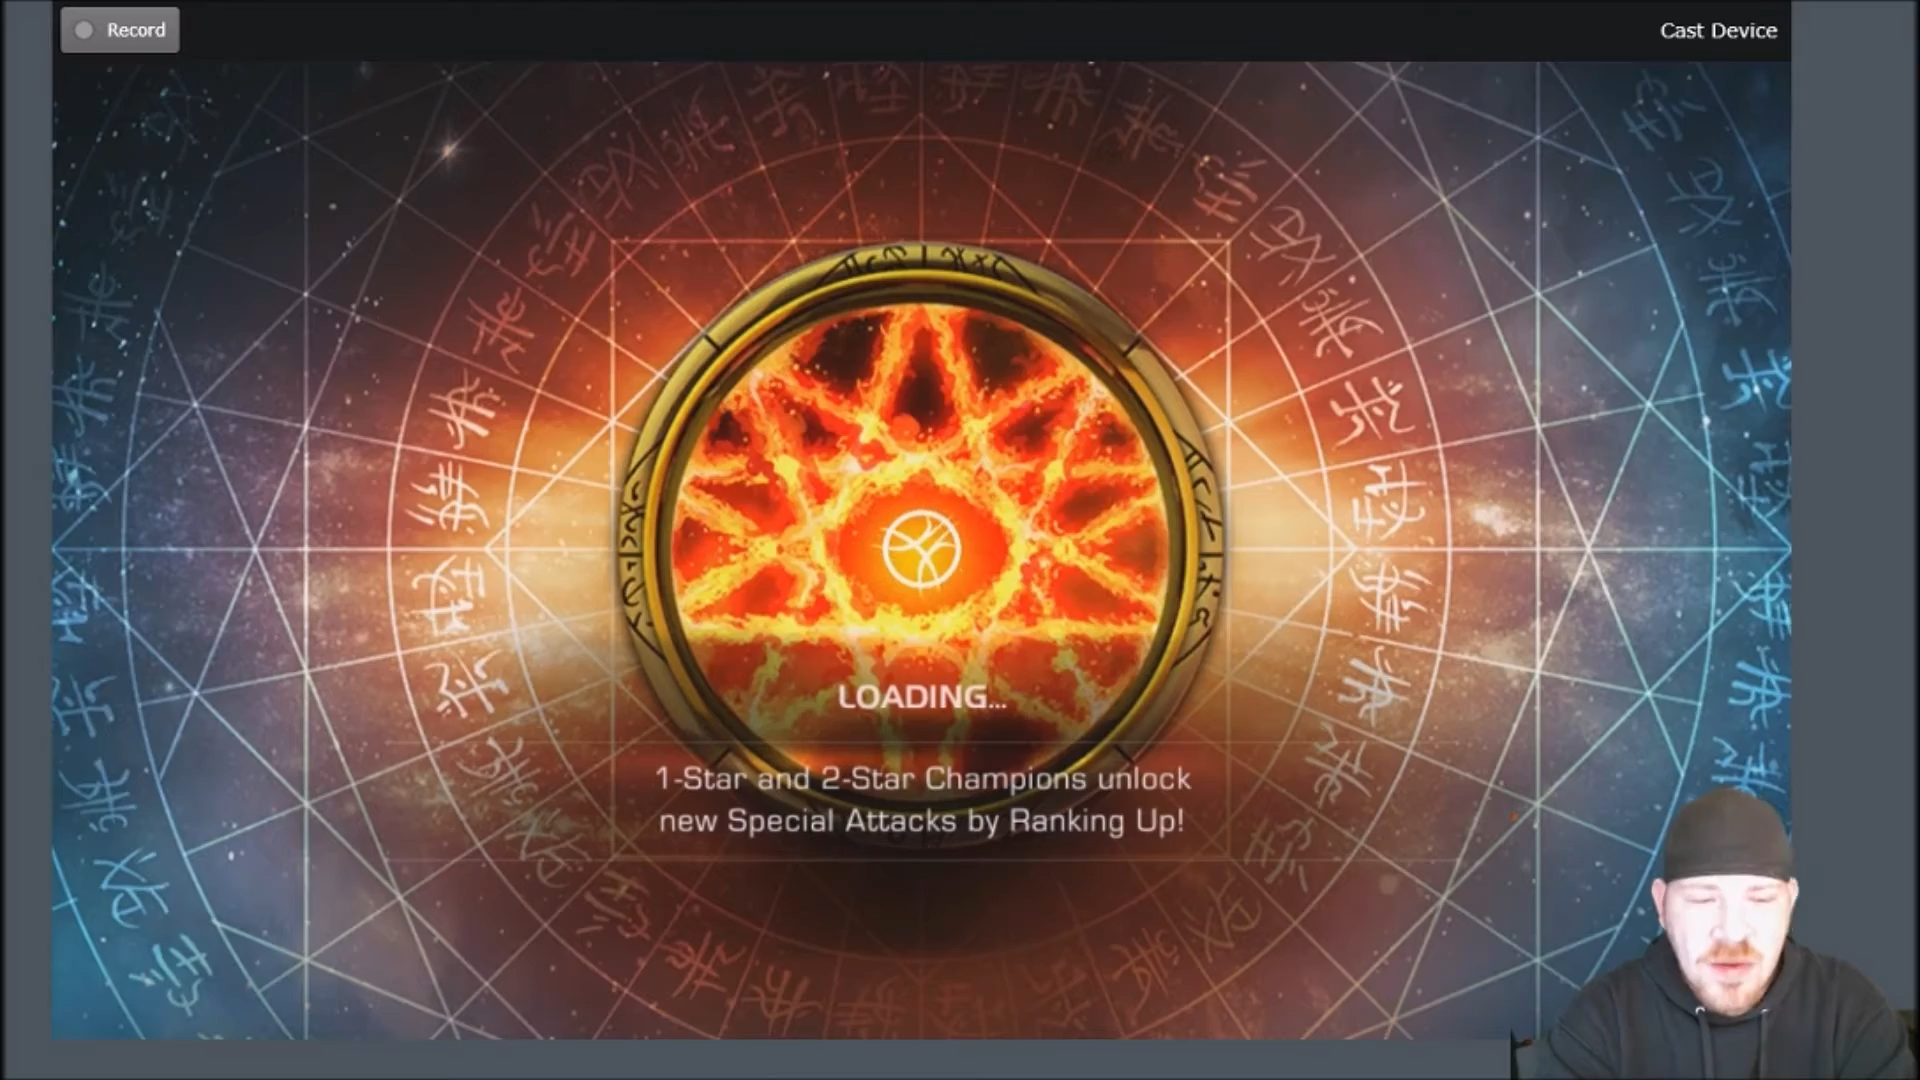 Record
Cast Device
LOADING...
1-Star and 2-Star Champions unlock
new Special Attacks by Ranking Up!